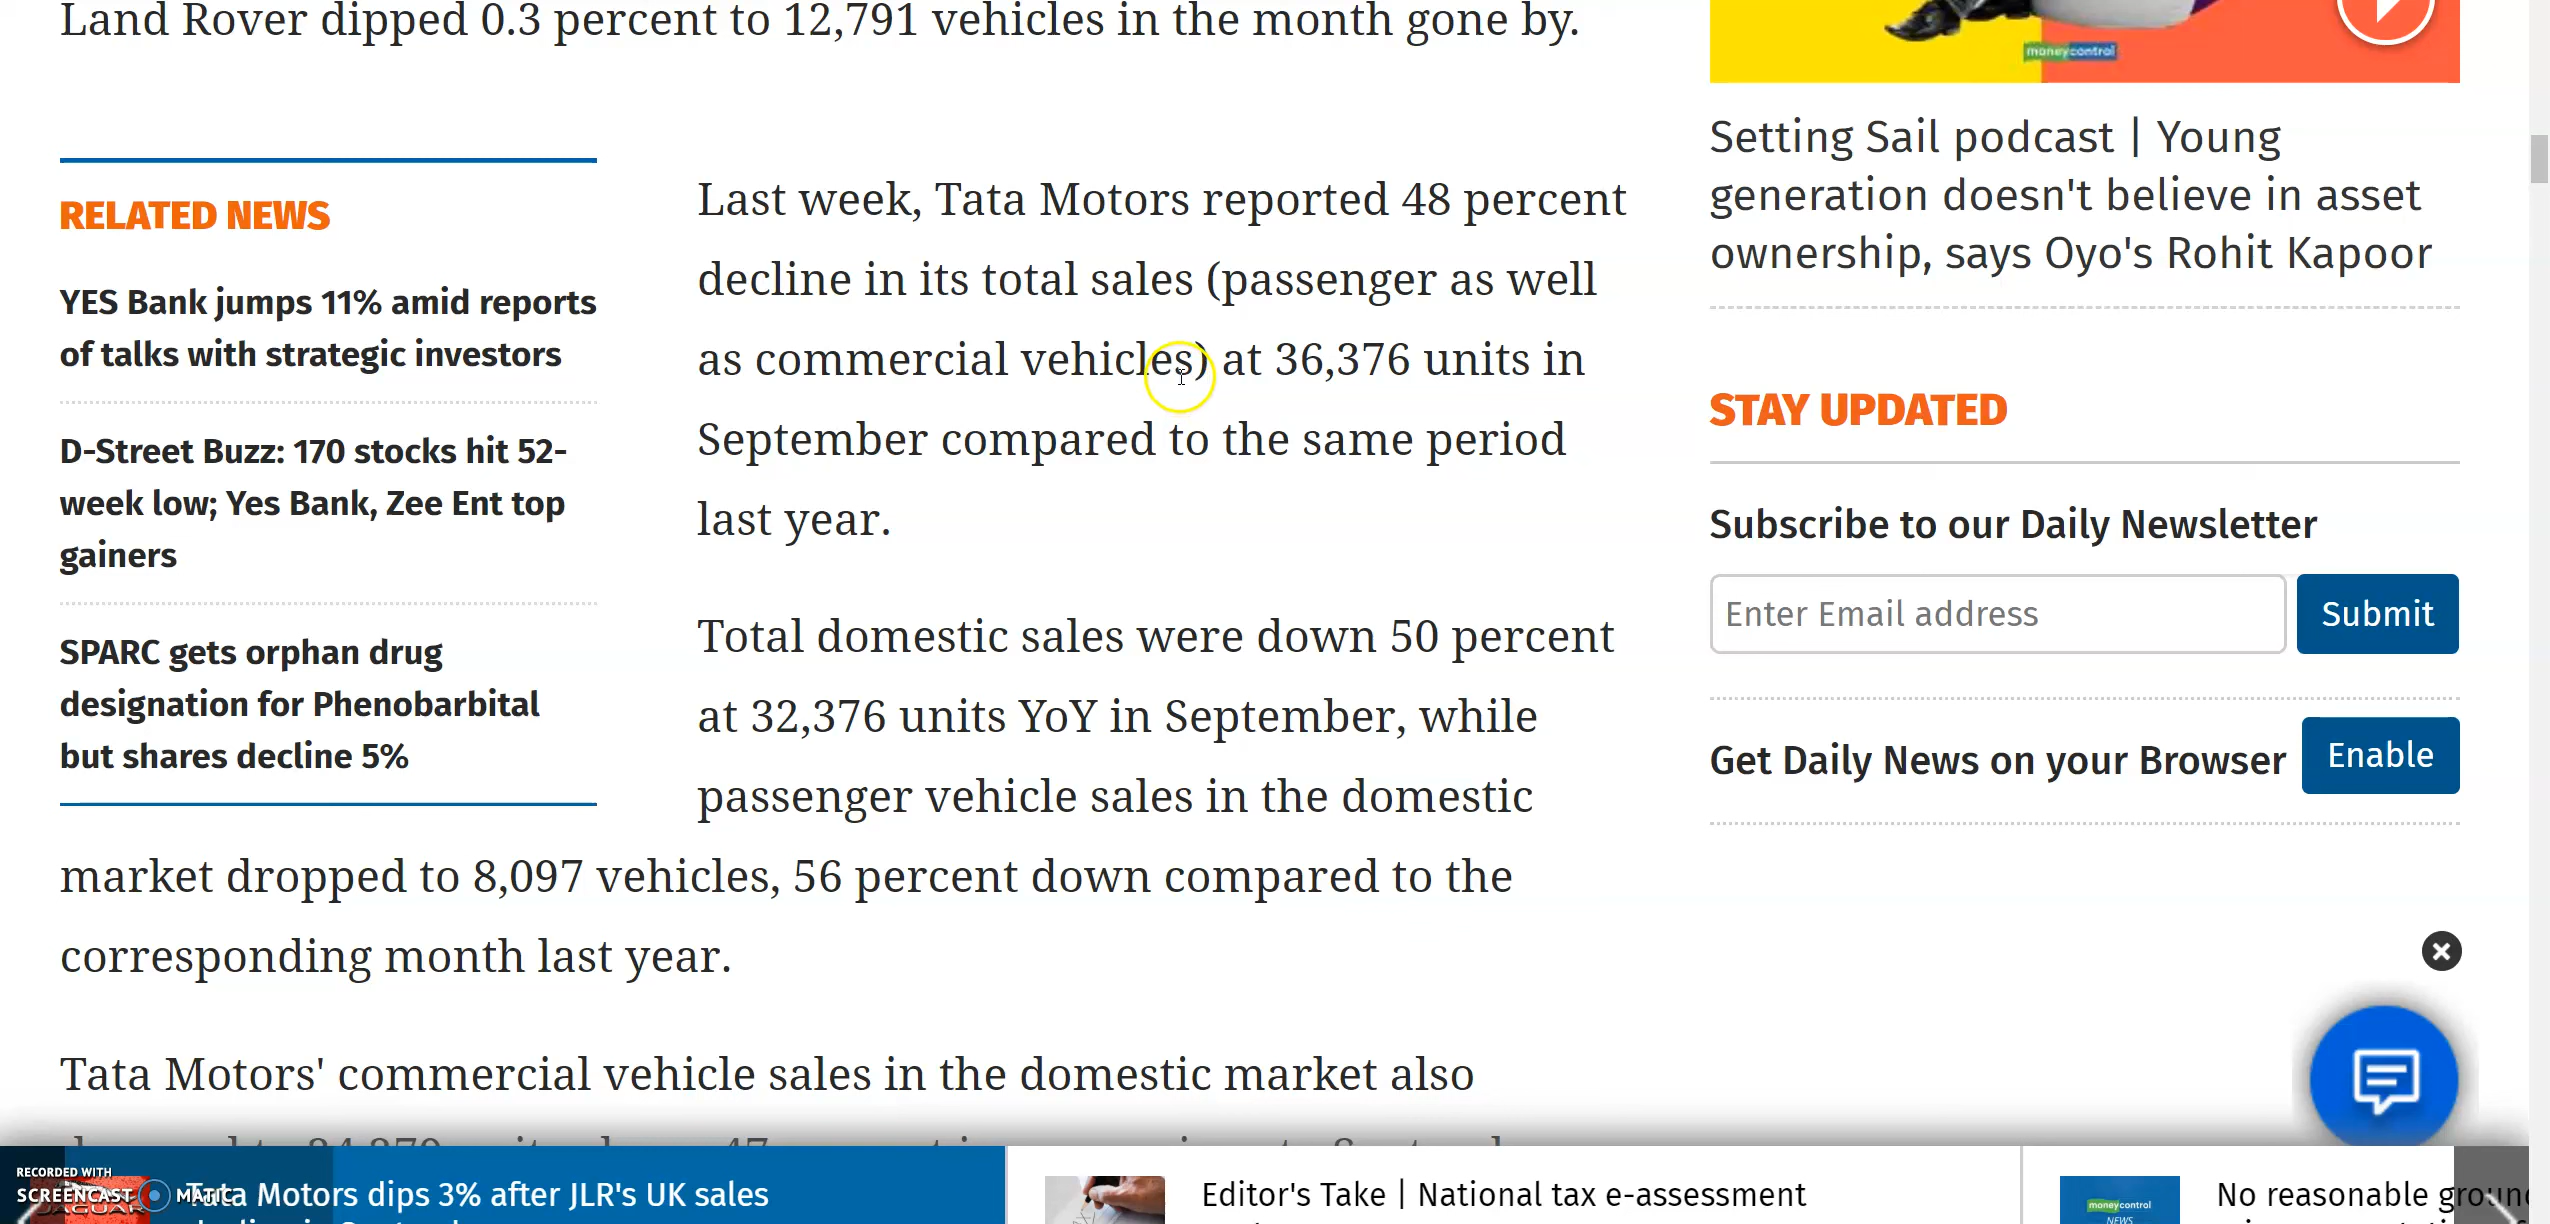 Land Rover dipped 0.3 percent to 12,791 vehicles in the month gone by.
RELATED NEWS
YES Bank jumps 11% amid reports
of talks with strategic investors
D-Street Buzz: 170 stocks hit 52-
week low; Yes Bank, Zee Ent top
gainers
SPARC gets orphan drug
designation for Phenobarbital
but shares decline 5%
Last week, Tata Motors reported 48 percent
decline in its total sales (passenger as well
as commercial vehicles) at 36,376 units in
September compared to the same period
last year.
Total domestic sales were down 50 percent
at 32,376 units YoY in September, while
passenger vehicle sales in the domestic
market dropped to 8,097 vehicles, 56 percent down compared to the
corresponding month last year.
Tata Motors' commercial vehicle sales in the domestic market also
moneycontrol
Setting Sail podcast | Young
generation doesn't believe in asset
ownership, says Oyo's Rohit Kapoor
STAY UPDATED
Subscribe to our Daily Newsletter
Enter Email address
Submit
Get Daily News on your Browser
Enable
RECORDED WITH
SCREENCAST MATIC
JAGUAR
Tata Motors dips 3% after JLR's UK sales
Editor's Take | National tax e-assessment
moneycontrol
NEWS
No reasonable